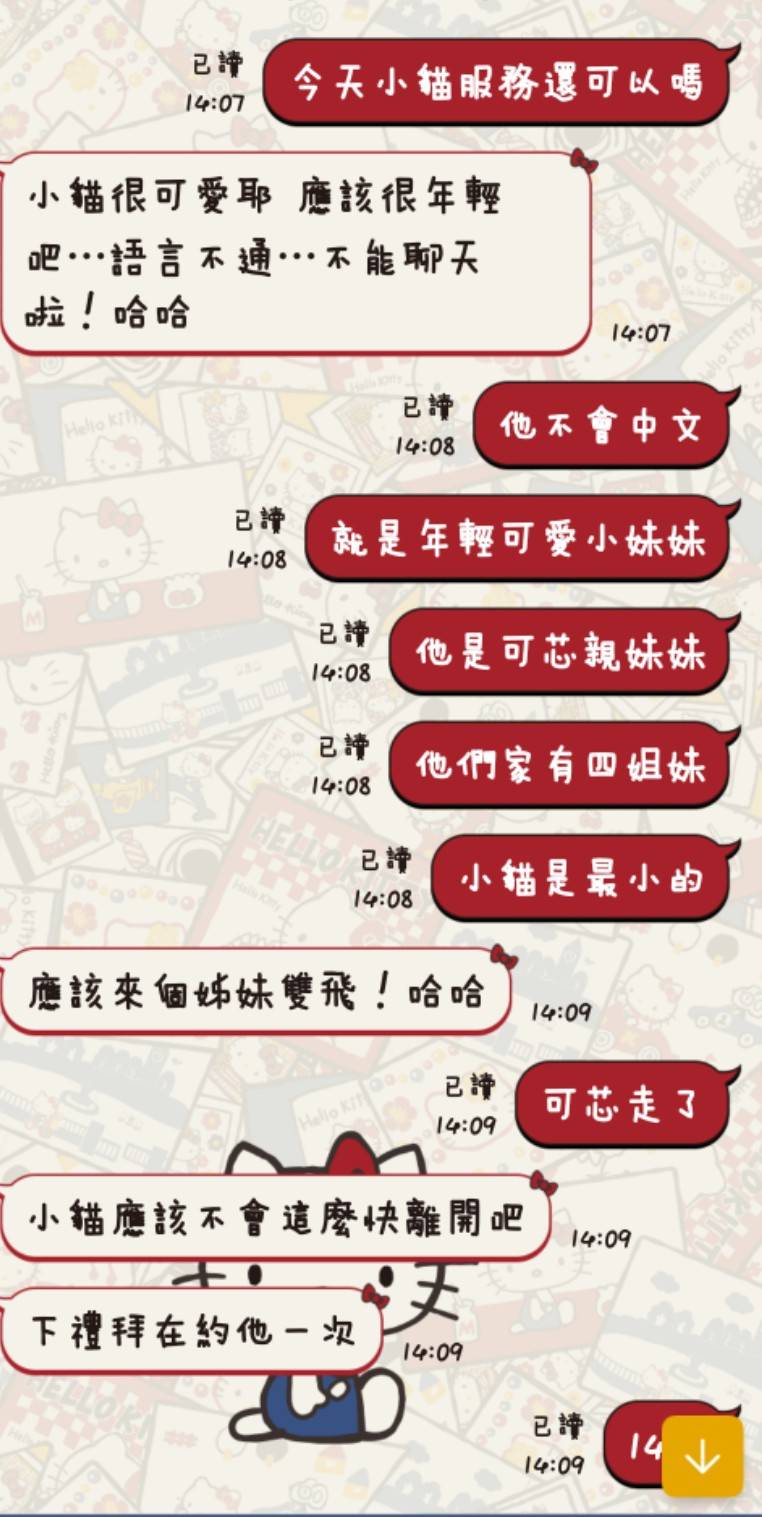 已讀
14:07
今天小貓服務還可以嗎
小貓很可愛耶 應該很年輕
吧…語言不通…不能聊天
啦！哈哈
14:07
已讀
14:08
他不會中文
已讀
14:08
就是年輕可愛小妹妹
已讀
14:08
他是可芯親妹妹
已讀
14:08
他們家有四姐妹
已讀
14:08
小貓是最小的
應該來個姊妹雙飛！哈哈
14:09
已讀
14:09
可芯走了
小貓應該不會這麼快離開吧
14:09
下禮拜在約他一次
14:09
已讀
14:09
14